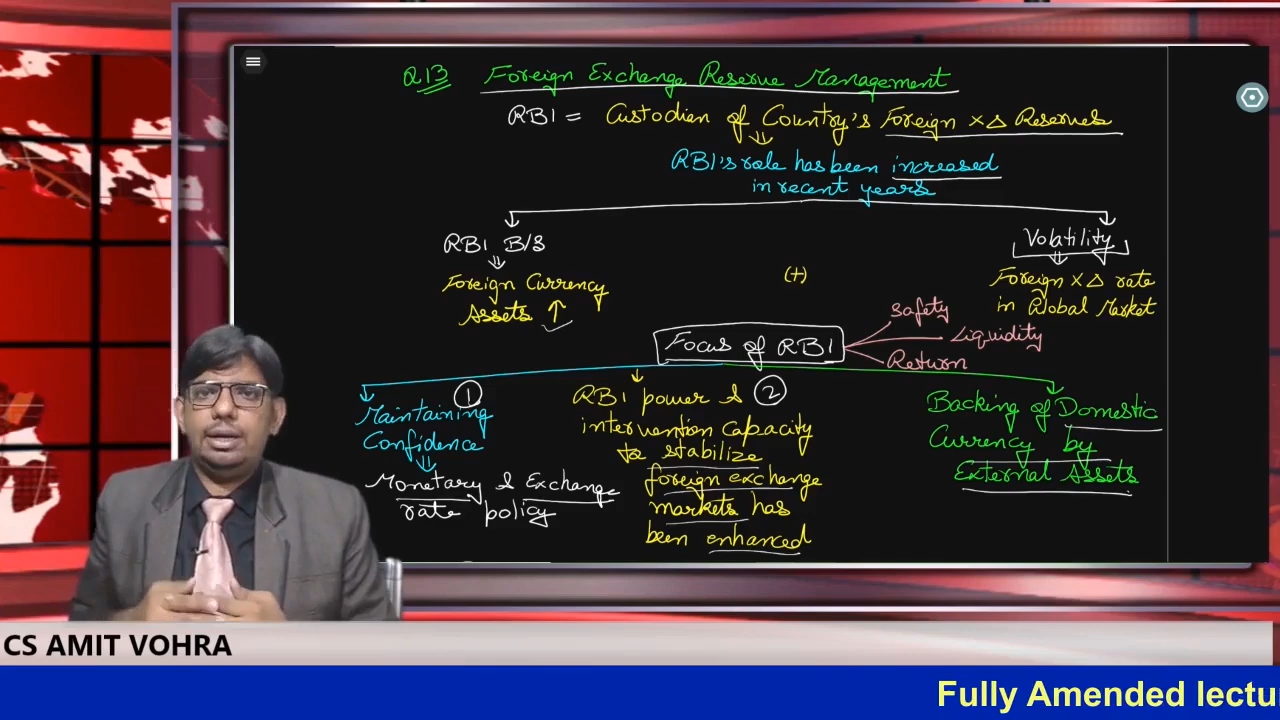 Q13 Foreign Exchange Reserve Management
RBI = Custodian of Country's Foreign X∆ Reserves
RBI's role has been increased
in recent years
RBI B/S
Foreign Currency
Assets ↑
(+)
Volatility
Foreign X∆ rate
in Global Market
Focus of RBI
Safety
Liquidity
Return
①
Maintaining
Confidence
Monetary & Exchange
rate policy
RBI power & ②
intervention capacity
to stabilize
foreign exchange
markets has
been enhanced
Backing of Domestic
Currency by
External Assets
CS AMIT VOHRA
Fully Amended lectu